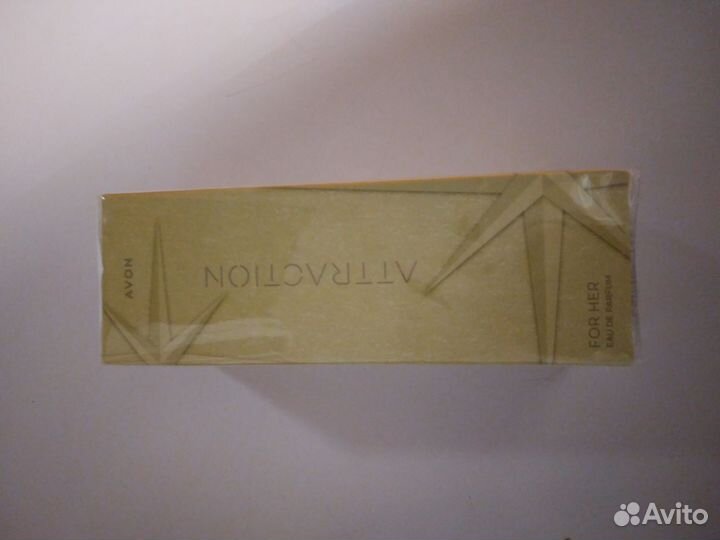 AVON
ATTRACTION
FOR HER
EAU DE PARFUM
Avito